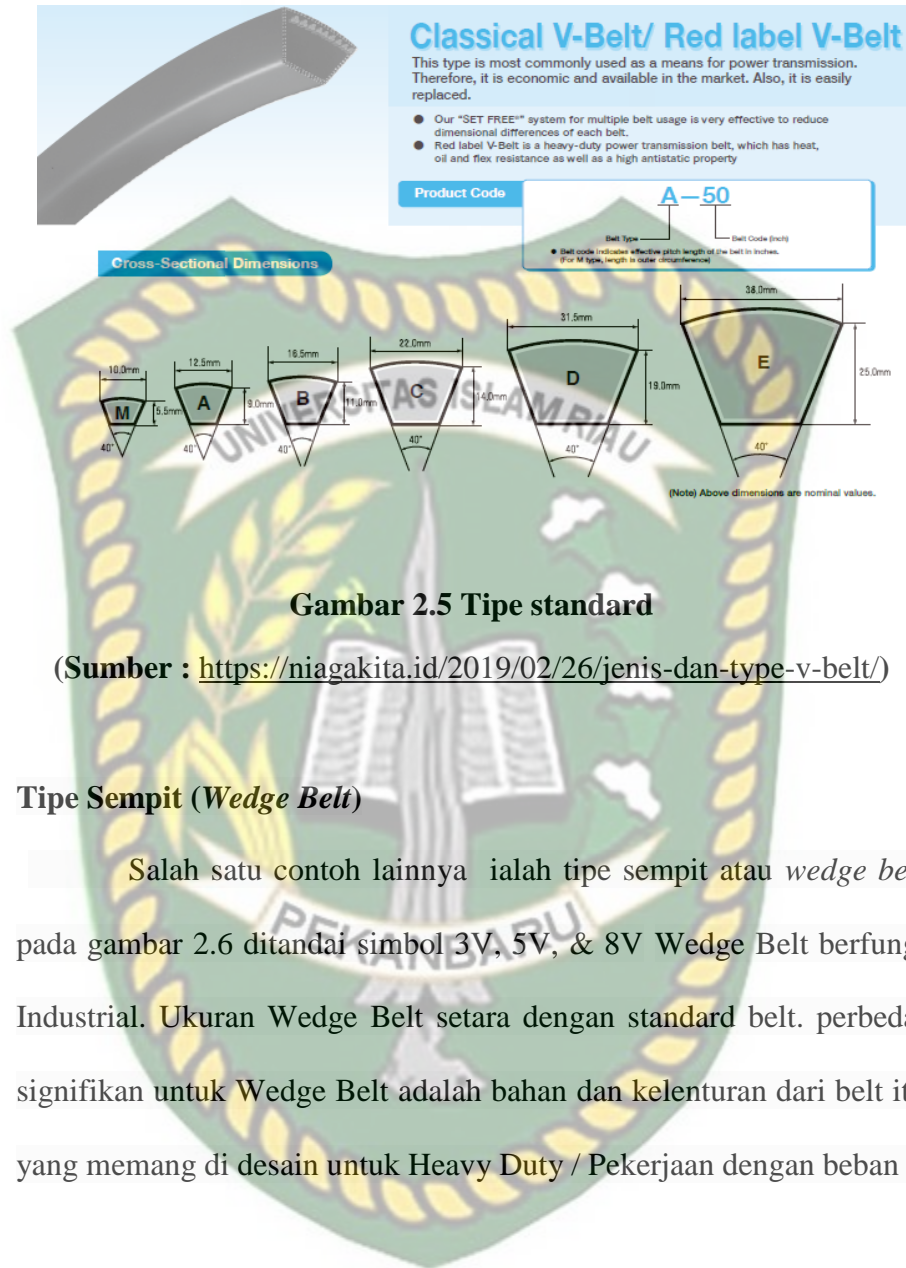 Classical V-Belt/ Red label V-Belt
This type is most commonly used as a means for power transmission.
Therefore, it is economic and available in the market. Also, it is easily
replaced.
● Our "SET FREE®" system for multiple belt usage is very effective to reduce
dimensional differences of each belt.
● Red label V-Belt is a heavy-duty power transmission belt, which has heat,
oil and flex resistance as well as a high antistatic property
Product Code
A—50
Belt Type
Belt Code (inch)
● Belt code indicates effective pitch length of the belt in inches.
(For M type, length is outer circumference)
Cross-Sectional Dimensions
10.0mm
5.5mm
M
40°
12.5mm
9.0mm
A
40°
16.5mm
11.0mm
B
40°
22.0mm
14.0mm
C
40°
31.5mm
19.0mm
D
40°
38.0mm
25.0mm
E
40°
(Note) Above dimensions are nominal values.
UNIVERSITAS ISLAM RIAU
Gambar 2.5 Tipe standard
(Sumber : https://niagakita.id/2019/02/26/jenis-dan-type-v-belt/)
Tipe Sempit (Wedge Belt)
Salah satu contoh lainnya ialah tipe sempit atau wedge be
pada gambar 2.6 ditandai simbol 3V, 5V, & 8V Wedge Belt berfung
Industrial. Ukuran Wedge Belt setara dengan standard belt. perbeda
signifikan untuk Wedge Belt adalah bahan dan kelenturan dari belt it
yang memang di desain untuk Heavy Duty / Pekerjaan dengan beban
PEKANBARU